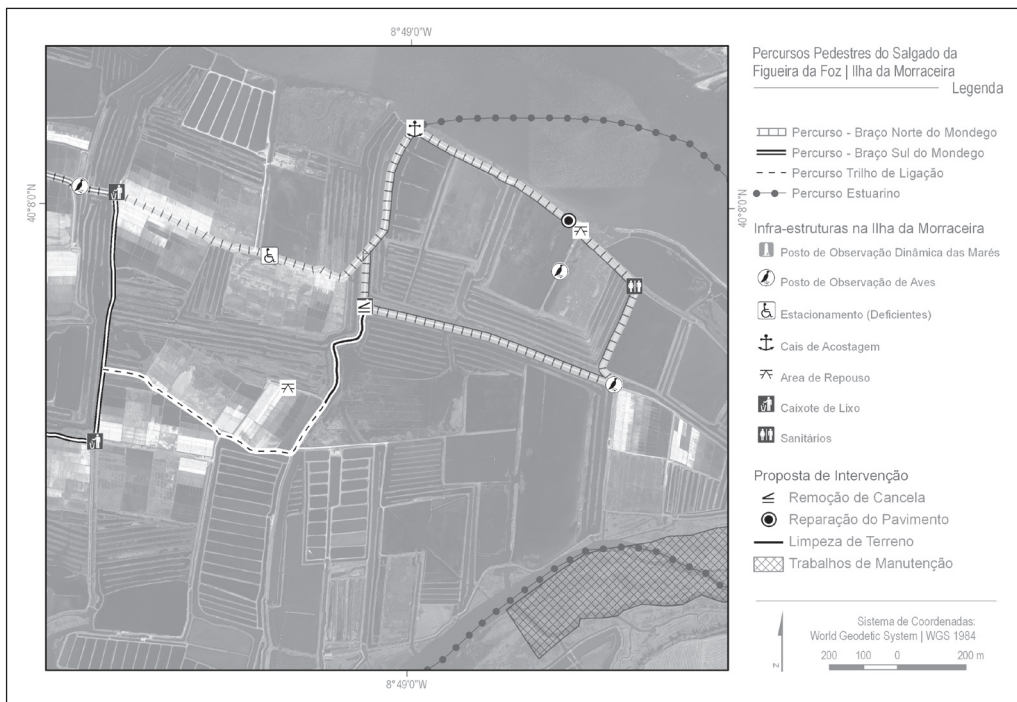 8°49'0"W
40°8'0"N
40°8'0"N
8°49'0"W
Percursos Pedestres do Salgado da
Figueira da Foz | Ilha da Morraceira
Legenda
Percurso - Braço Norte do Mondego
Percurso - Braço Sul do Mondego
Percurso Trilho de Ligação
Percurso Estuarino
Infra-estruturas na Ilha da Morraceira
Posto de Observação Dinâmica das Marés
Posto de Observação de Aves
Estacionamento (Deficientes)
Cais de Acostagem
Area de Repouso
Caixote de Lixo
Sanitários
Proposta de Intervenção
Remoção de Cancela
Reparação do Pavimento
Limpeza de Terreno
Trabalhos de Manutenção
Sistema de Coordenadas:
World Geodetic System | WGS 1984
N
200 100 0 200 m